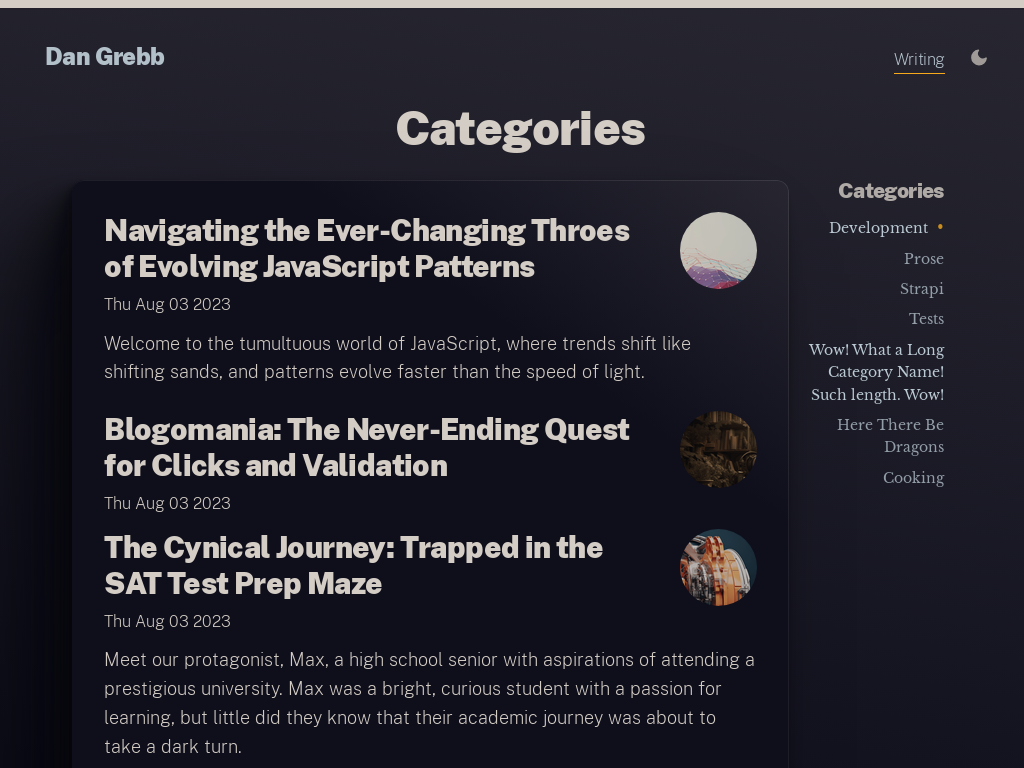 Dan Grebb
Writing
Categories
Navigating the Ever-Changing Throes
of Evolving JavaScript Patterns
Thu Aug 03 2023
Welcome to the tumultuous world of JavaScript, where trends shift like
shifting sands, and patterns evolve faster than the speed of light.
Blogomania: The Never-Ending Quest
for Clicks and Validation
Thu Aug 03 2023
The Cynical Journey: Trapped in the
SAT Test Prep Maze
Thu Aug 03 2023
Meet our protagonist, Max, a high school senior with aspirations of attending a
prestigious university. Max was a bright, curious student with a passion for
learning, but little did they know that their academic journey was about to
take a dark turn.
Categories
Development •
Prose
Strapi
Tests
Wow! What a Long
Category Name!
Such length. Wow!
Here There Be
Dragons
Cooking